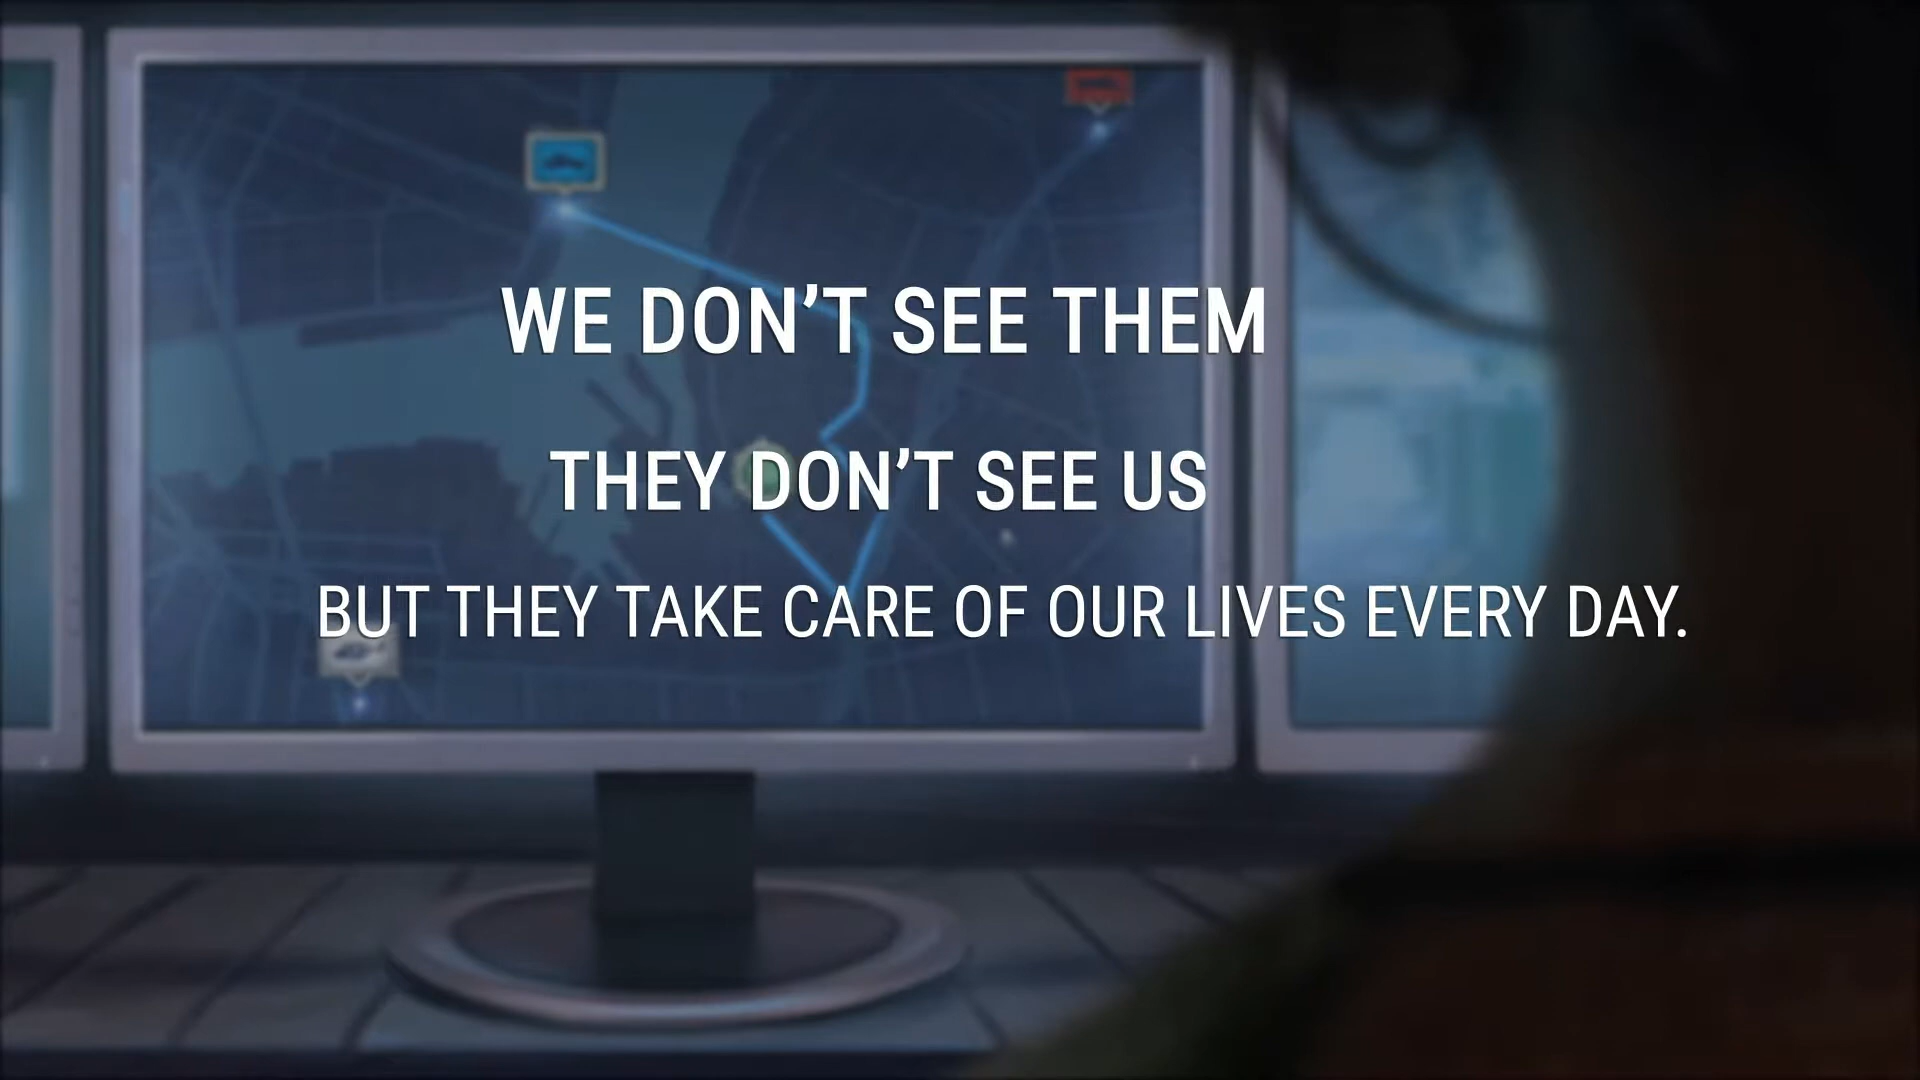 WE DON’T SEE THEM
THEY DON’T SEE US
BUT THEY TAKE CARE OF OUR LIVES EVERY DAY.